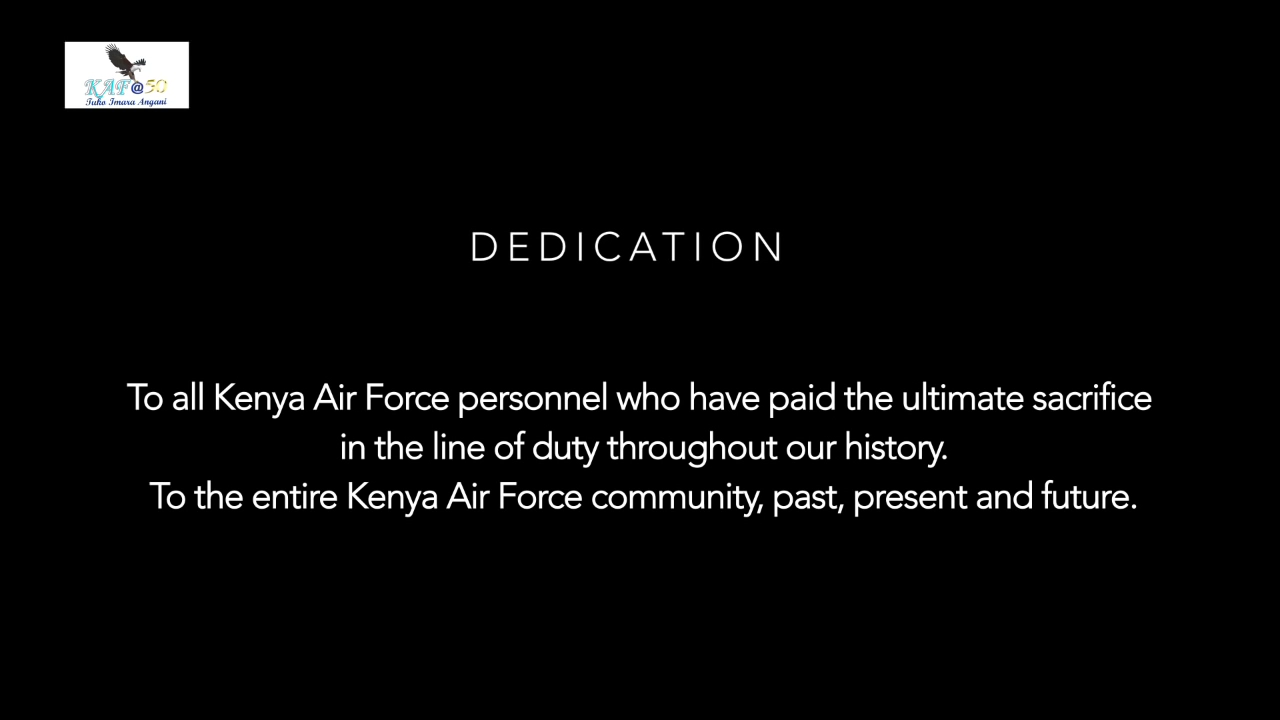 KAF@50
Tuko Imara Angani
DEDICATION
To all Kenya Air Force personnel who have paid the ultimate sacrifice
in the line of duty throughout our history.
To the entire Kenya Air Force community, past, present and future.